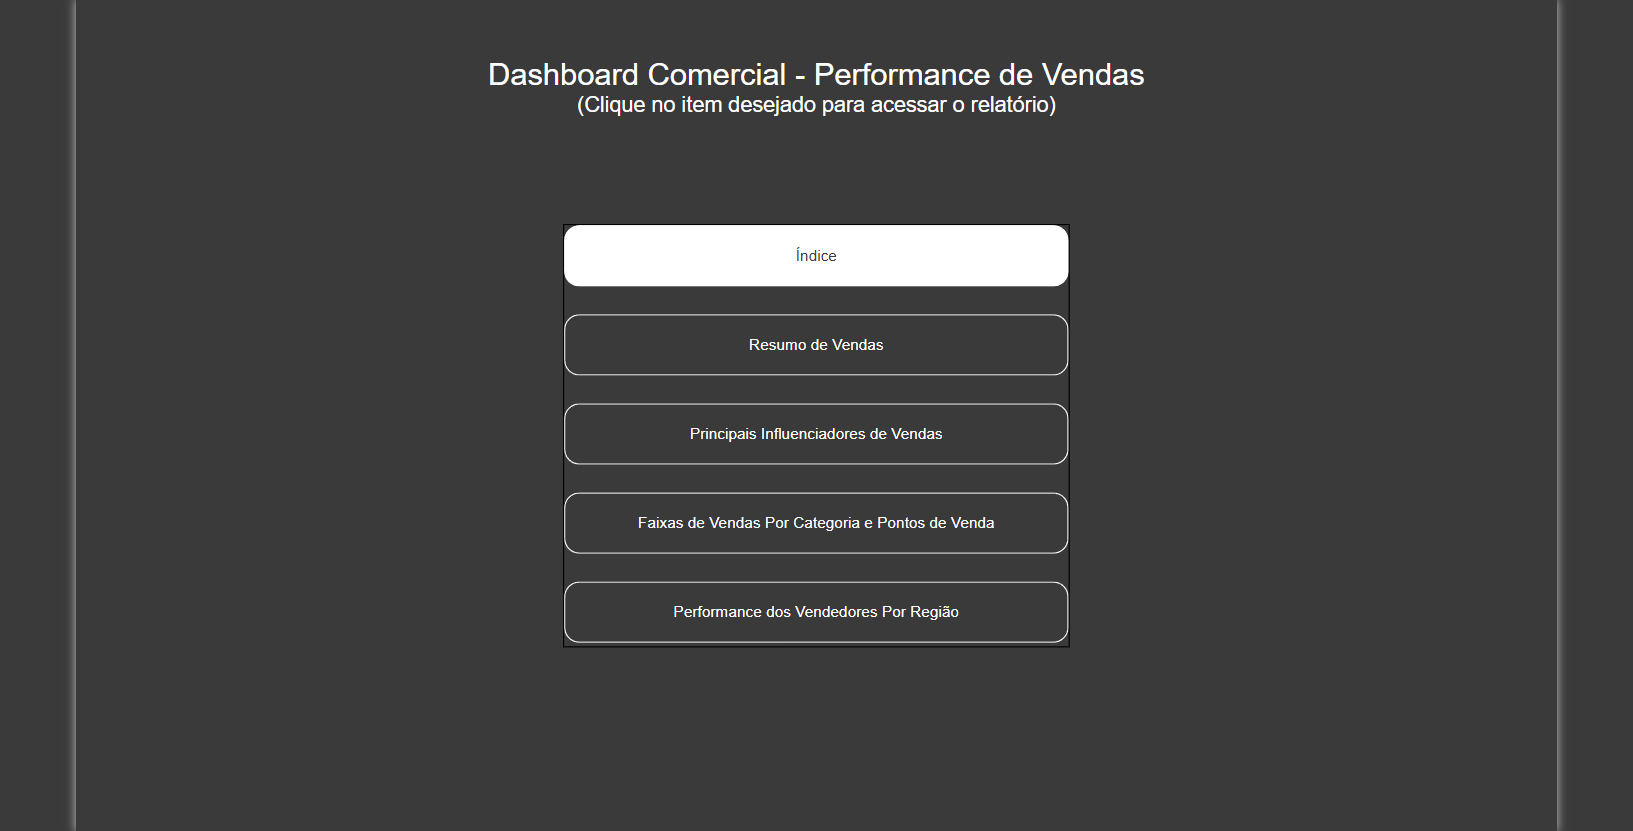 Dashboard Comercial - Performance de Vendas
(Clique no item desejado para acessar o relatório)
Índice
Resumo de Vendas
Principais Influenciadores de Vendas
Faixas de Vendas Por Categoria e Pontos de Venda
Performance dos Vendedores Por Região